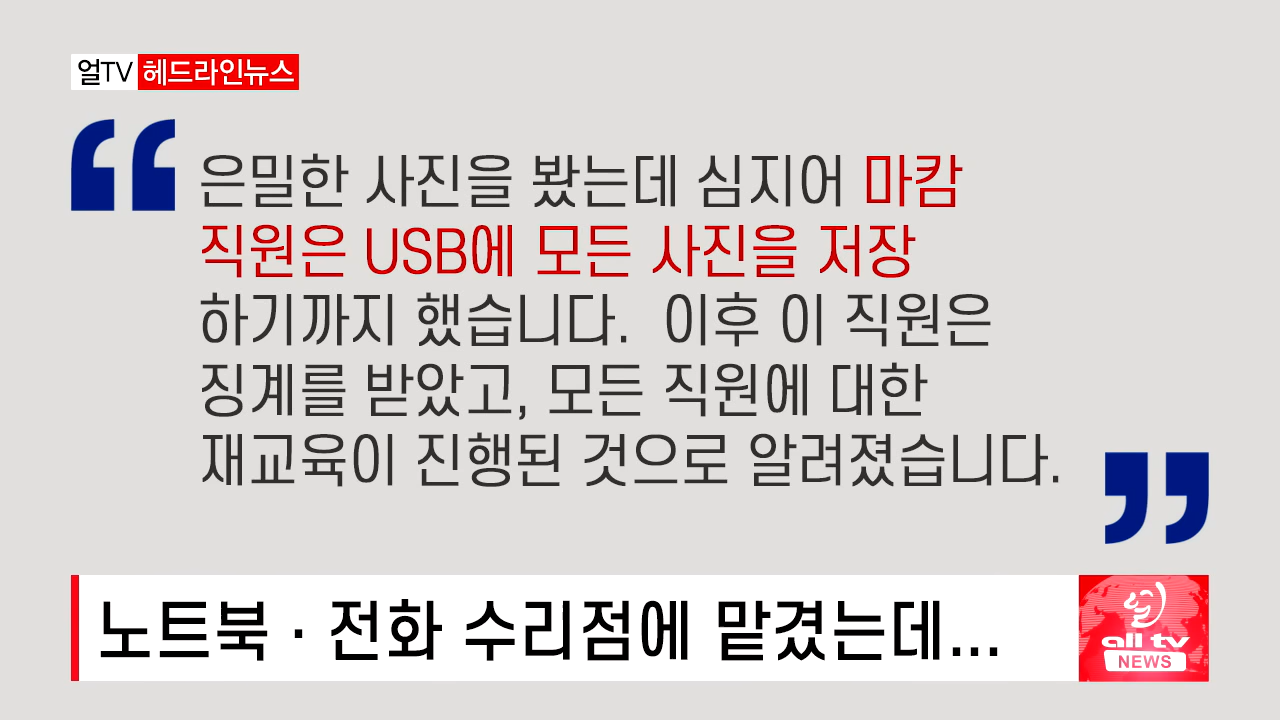 얼TV 헤드라인뉴스
은밀한 사진을 봤는데 심지어 마캄
직원은 USB에 모든 사진을 저장
하기까지 했습니다. 이후 이 직원은
징계를 받았고, 모든 직원에 대한
재교육이 진행된 것으로 알려졌습니다.
노트북 · 전화 수리점에 맡겼는데...
얼
all tv
NEWS